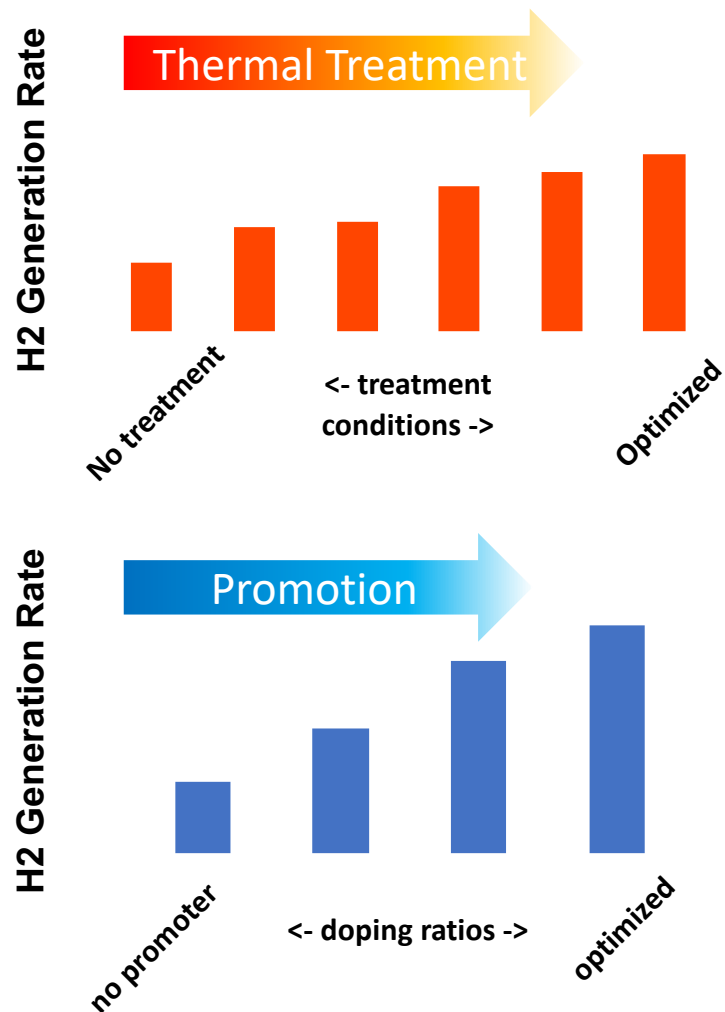 Thermal Treatment
H2 Generation Rate
No treatment
<- treatment
conditions ->
Optimized
Promotion
H2 Generation Rate
no promoter
<- doping ratios ->
optimized